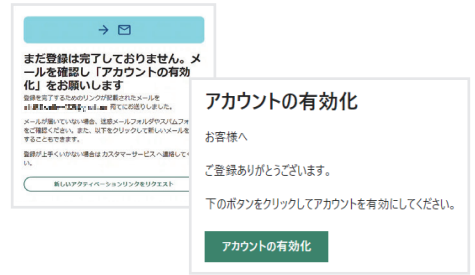 まだ登録は完了しておりません。メ
ールを確認し「アカウントの有効
化」をお願いします
登録を完了するためのリンクが記載されたメールを
宛てにお送りしました。
メールが届いていない場合、迷惑メールフォルダやスパムフォ
をご確認ください。また、以下をクリックして新しいメールを
することもできます。
登録が上手くいかない場合は カスタマーサービスへ連絡して
い。
新しいアクティベーションリンクをリクエスト
アカウントの有効化
お客様へ
ご登録ありがとうございます。
下のボタンをクリックしてアカウントを有効にしてください。
アカウントの有効化